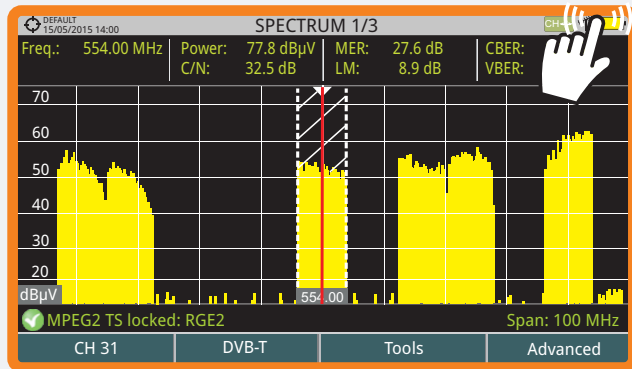 DEFAULT
15/05/2015 14:00
SPECTRUM 1/3
CH
Freq.: 554.00 MHz
Power: 77.8 dBµV
MER: 27.6 dB
CBER:
C/N: 32.5 dB
LM: 8.9 dB
VBER:
70
60
50
40
30
20
dBµV
554.00
MPEG2 TS locked: RGE2
Span: 100 MHz
CH 31
DVB-T
Tools
Advanced